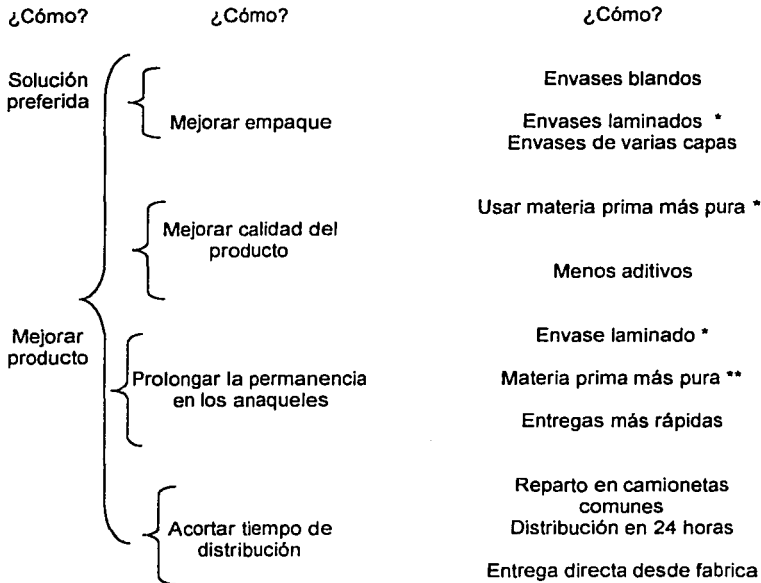 ¿Cómo? ¿Cómo? ¿Cómo?
Solución
preferida
Mejorar empaque
Envases blandos
Envases laminados *
Envases de varias capas
Mejorar calidad del
producto
Usar materia prima más pura *
Menos aditivos
Mejorar
producto
Prolongar la permanencia
en los anaqueles
Envase laminado *
Materia prima más pura **
Entregas más rápidas
Acortar tiempo de
distribución
Reparto en camionetas
comunes
Distribución en 24 horas
Entrega directa desde fabrica